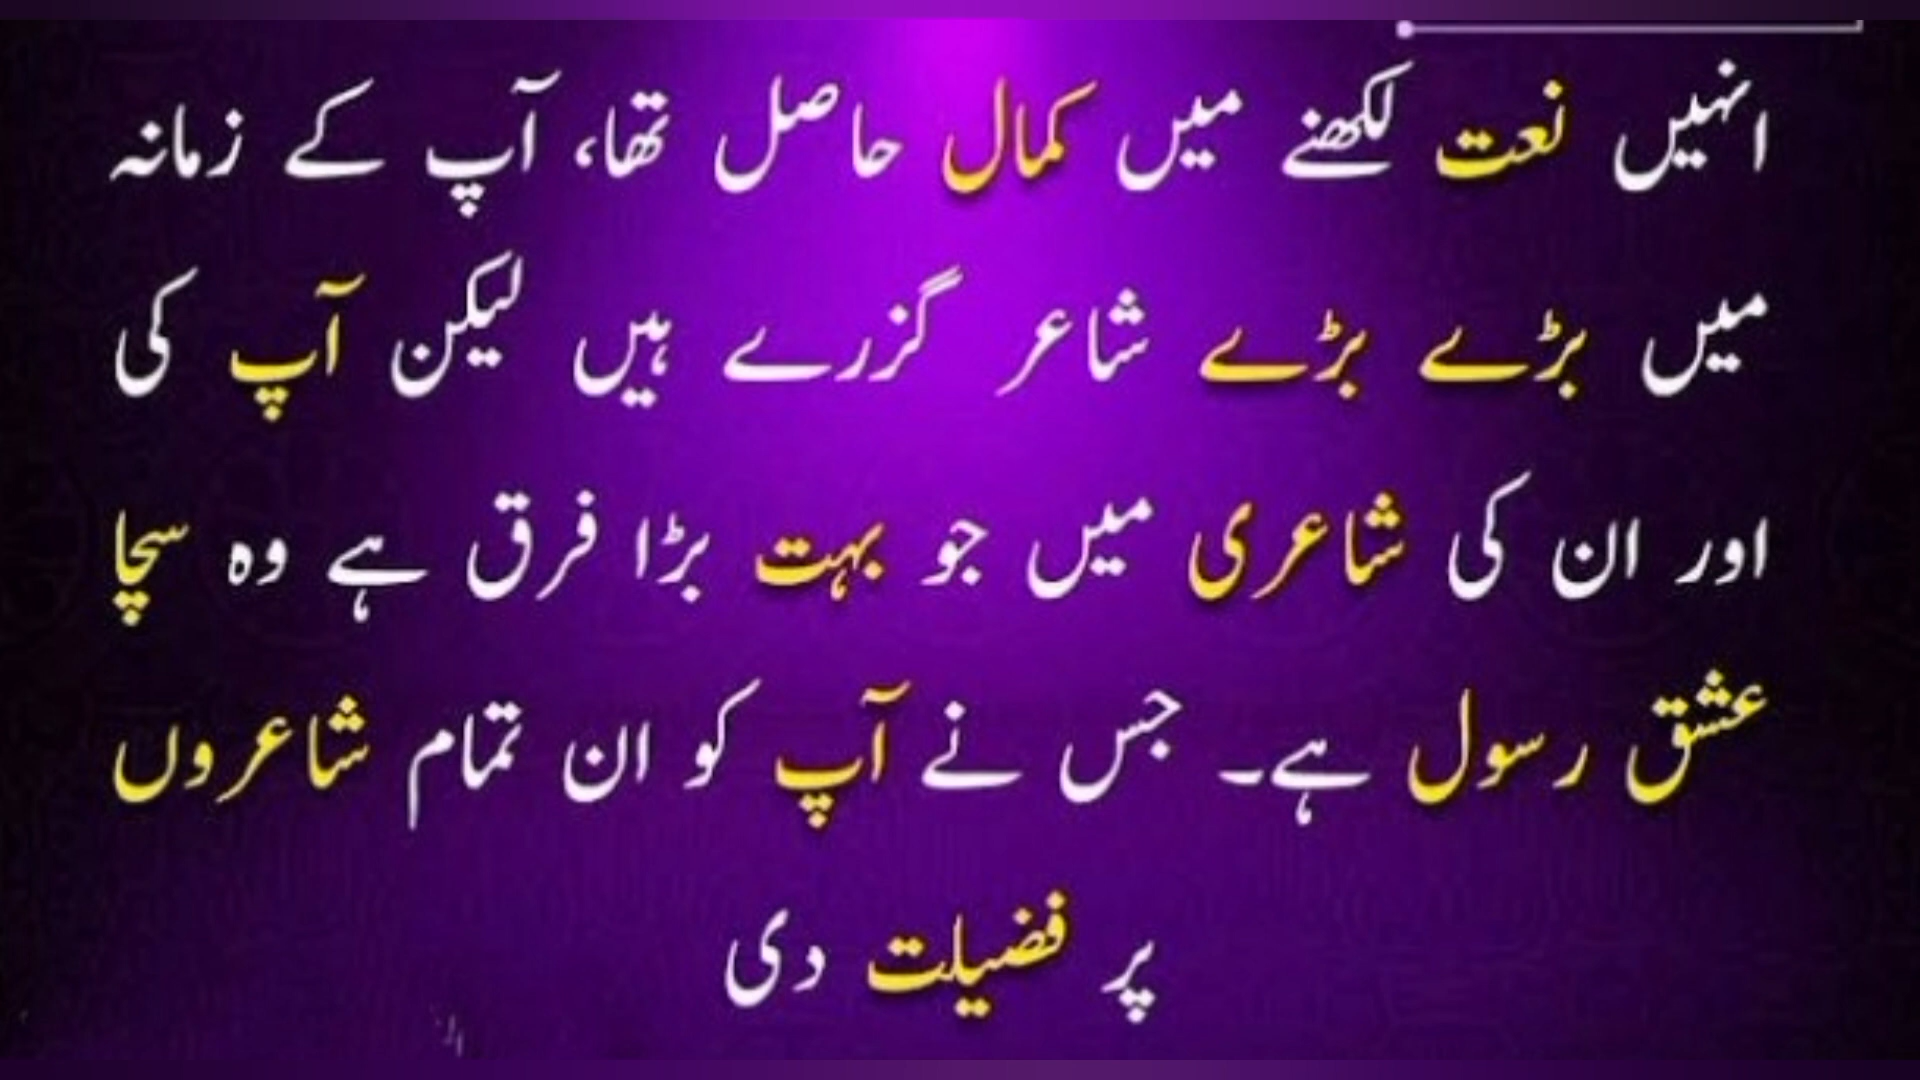 انہیں نعت لکھنے میں کمال حاصل تھا، آپ کے زمانہ
میں بڑے بڑے شاعر گزرے ہیں لیکن آپ کی
اور ان کی شاعری میں جو بہت بڑا فرق ہے وہ سچا
عشق رسول ہے۔ جس نے آپ کو ان تمام شاعروں
پر فضیلت دی